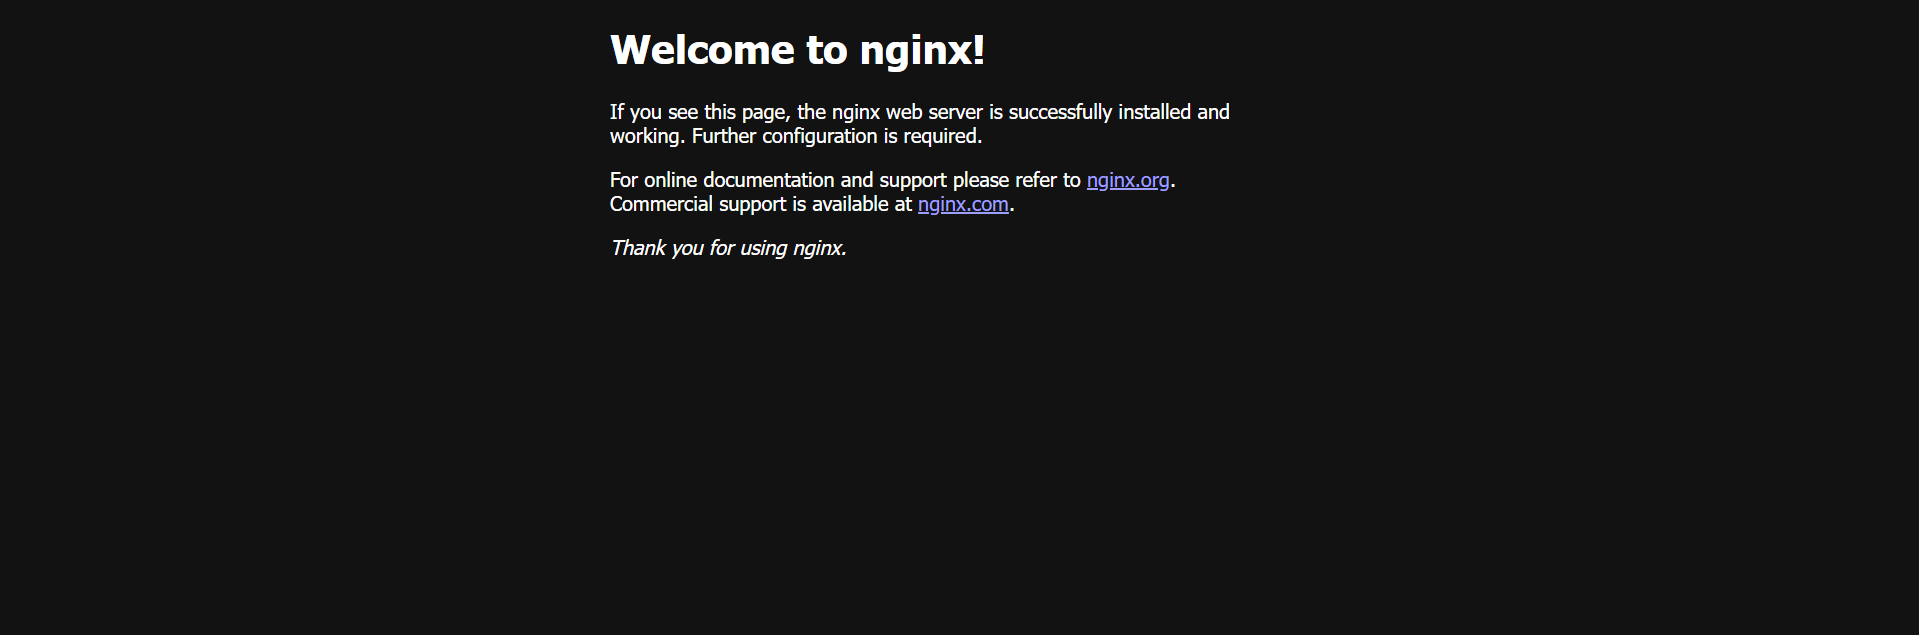 Welcome to nginx!
If you see this page, the nginx web server is successfully installed and
working. Further configuration is required.
For online documentation and support please refer to nginx.org.
Commercial support is available at nginx.com.
Thank you for using nginx.